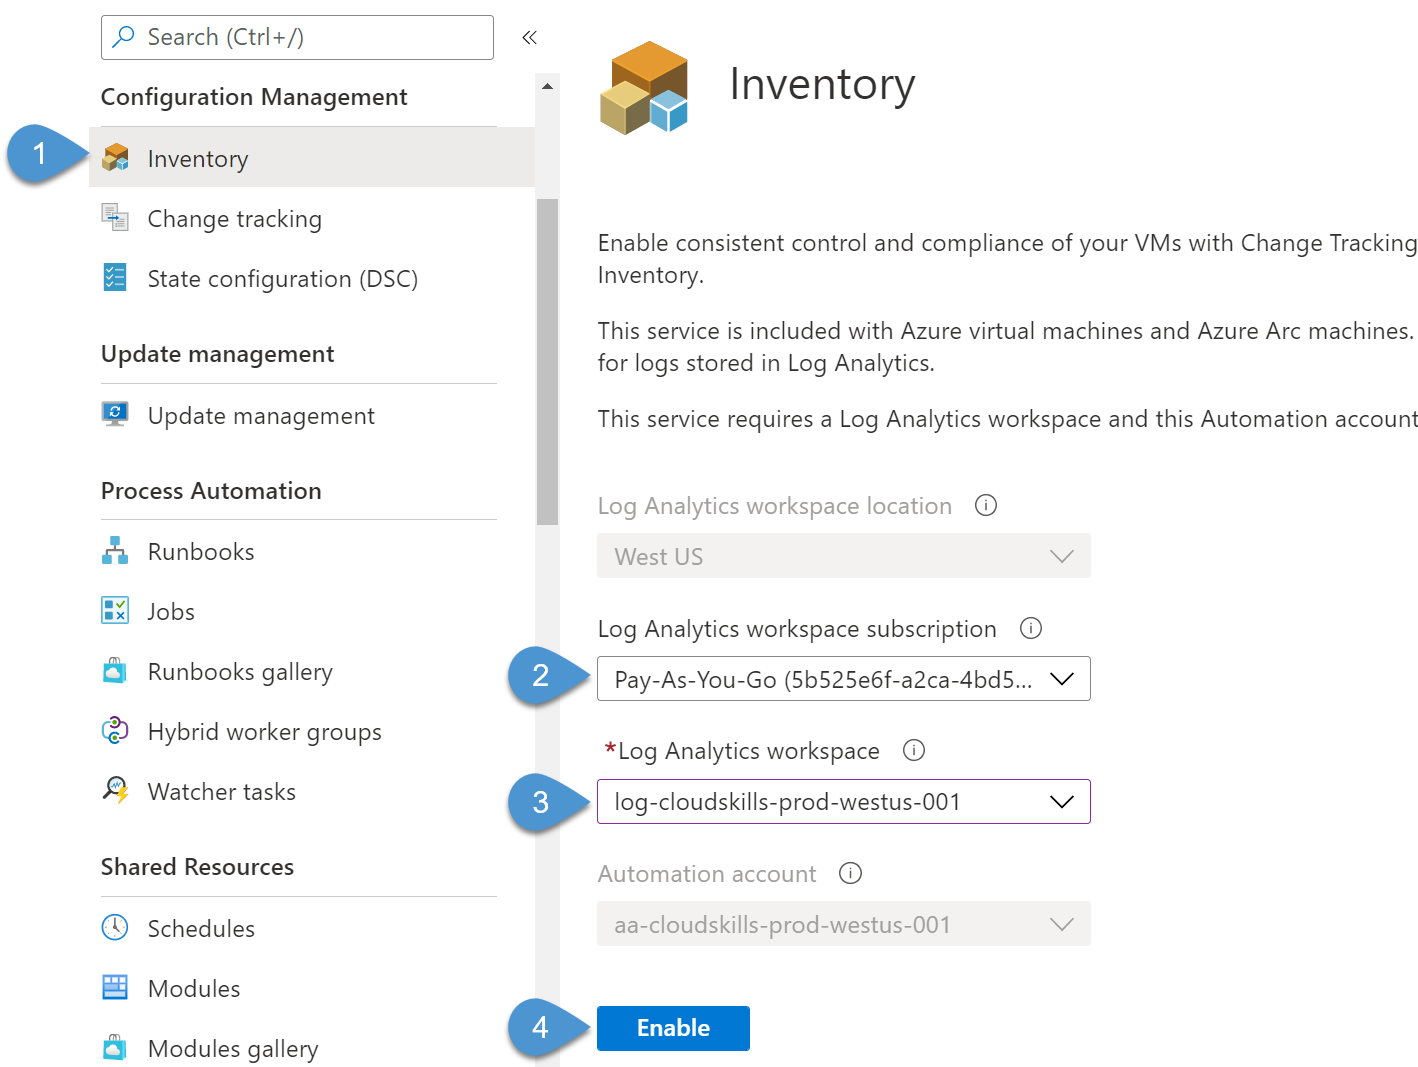 Search (Ctrl+/)
«
Configuration Management
1
Inventory
Change tracking
State configuration (DSC)
Update management
Update management
Process Automation
Runbooks
Jobs
Runbooks gallery
Hybrid worker groups
Watcher tasks
Shared Resources
Schedules
Modules
Modules gallery
Inventory
Enable consistent control and compliance of your VMs with Change Tracking
Inventory.
This service is included with Azure virtual machines and Azure Arc machines.
for logs stored in Log Analytics.
This service requires a Log Analytics workspace and this Automation account
Log Analytics workspace location
West US
Log Analytics workspace subscription
2
Pay-As-You-Go (5b525e6f-a2ca-4bd5...
*Log Analytics workspace
3
log-cloudskills-prod-westus-001
Automation account
aa-cloudskills-prod-westus-001
4
Enable